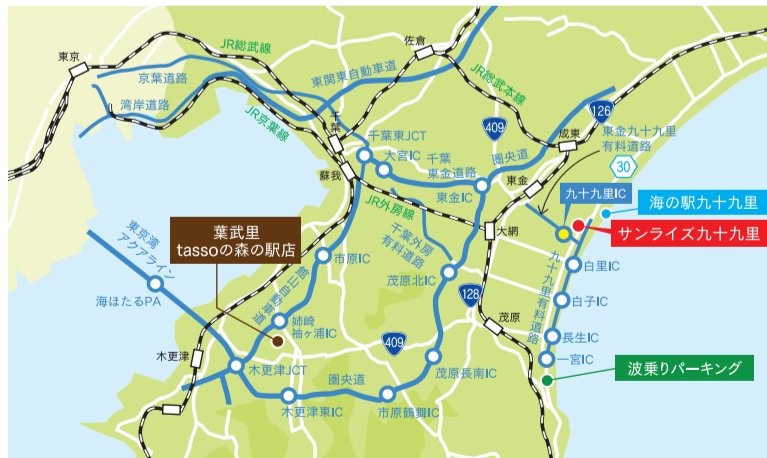 東京
JR総武線
京葉道路
湾岸道路
JR京葉線
東関東自動車道
佐倉
JR総武本線
千葉
蘇我
千葉東JCT
大宮IC
千葉
東金道路
409
圏央道
東金IC
126
成東
東金九十九里
有料道路
30
東金
九十九里IC
海の駅九十九里
サンライズ九十九里
JR外房線
大網
千葉外房
有料道路
葉武里
tassoの森の駅店
東京湾
アクアライン
海ほたるPA
市原IC
館山自動車道
姉崎
袖ヶ浦IC
茂原北IC
128
茂原
白里IC
白子IC
九十九里有料道路
長生IC
一宮IC
波乗りパーキング
409
木更津
木更津JCT
圏央道
木更津東IC
市原鶴舞IC
茂原長南IC